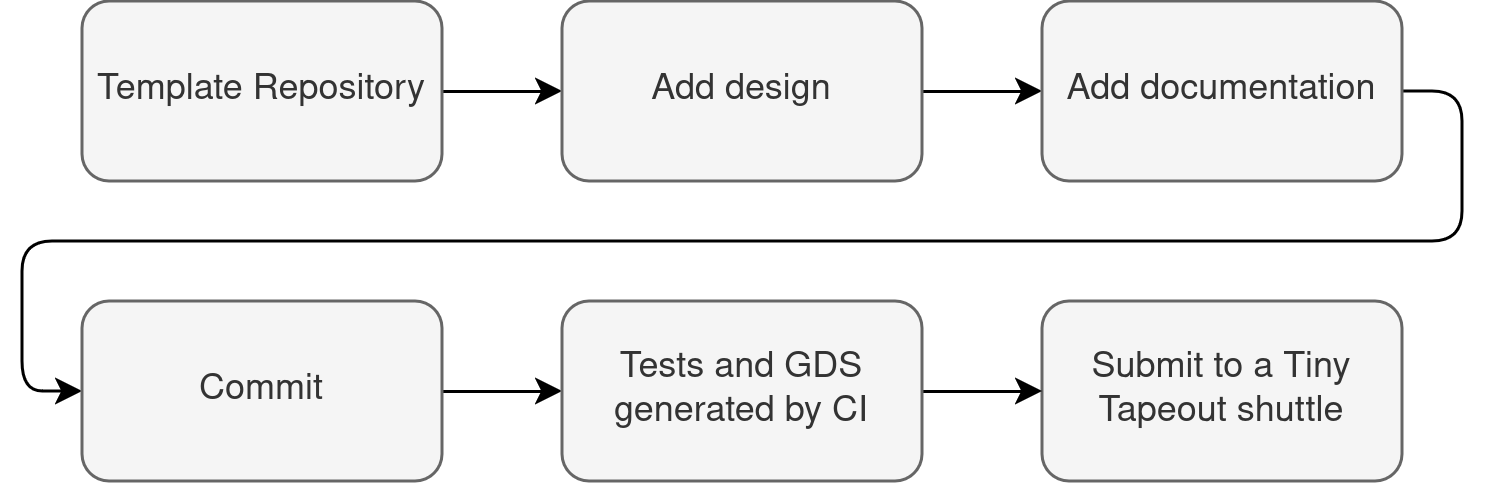 Template Repository
Add design
Add documentation
Commit
Tests and GDS
generated by CI
Submit to a Tiny
Tapeout shuttle